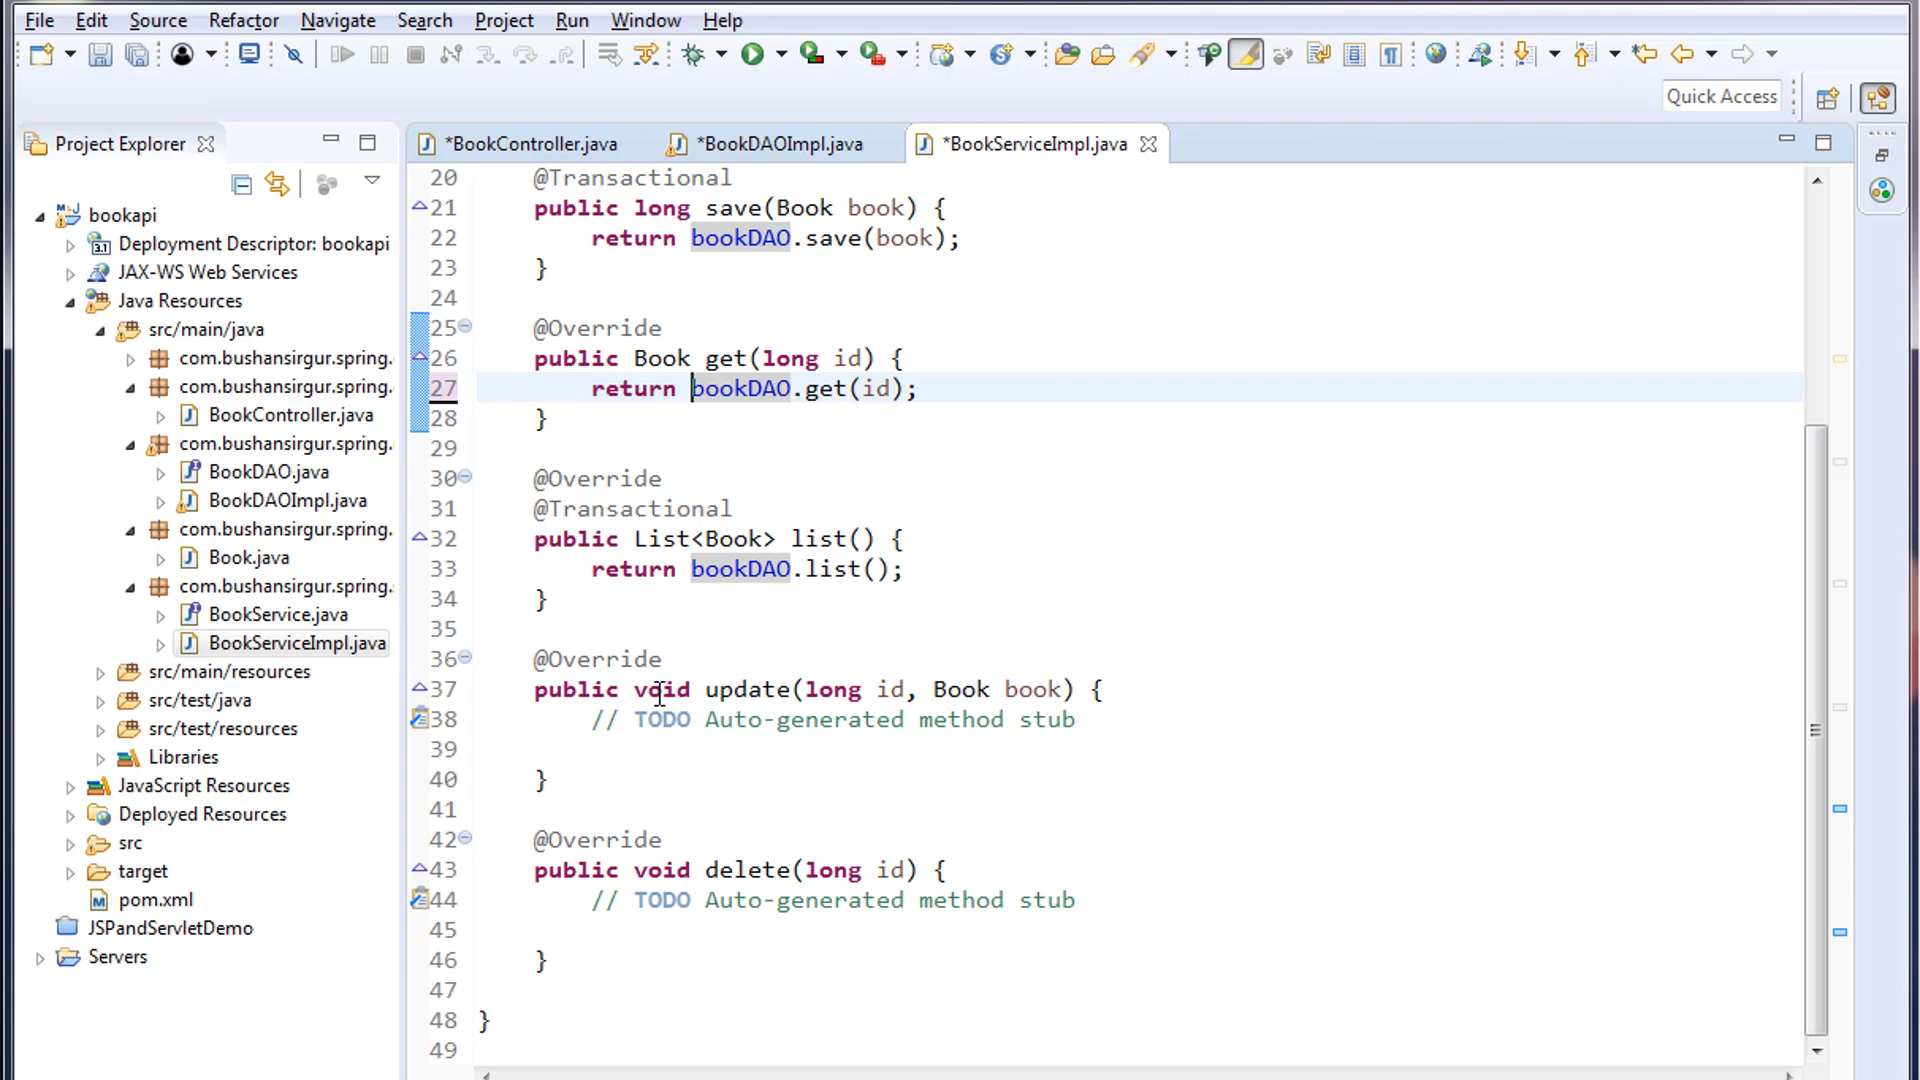 File Edit Source Refactor Navigate Search Project Run Window Help
Quick Access
Project Explorer
*BookController.java *BookDAOImpl.java *BookServiceImpl.java
bookapi
Deployment Descriptor: bookapi
3.1
JAX-WS Web Services
Java Resources
src/main/java
com.bushansirgur.spring.
com.bushansirgur.spring.
BookController.java
com.bushansirgur.spring.
BookDAO.java
BookDAOImpl.java
com.bushansirgur.spring.
Book.java
com.bushansirgur.spring.
BookService.java
BookServiceImpl.java
src/main/resources
src/test/java
src/test/resources
Libraries
JavaScript Resources
Deployed Resources
src
target
pom.xml
JSPandServletDemo
Servers
20 @Transactional
21 public long save(Book book) {
22 return bookDAO.save(book);
23 }
24
25 @Override
26 public Book get(long id) {
27 return bookDAO.get(id);
28 }
29
30 @Override
31 @Transactional
32 public List<Book> list() {
33 return bookDAO.list();
34 }
35
36 @Override
37 public void update(long id, Book book) {
38 // TODO Auto-generated method stub
39
40 }
41
42 @Override
43 public void delete(long id) {
44 // TODO Auto-generated method stub
45
46 }
47
48 }
49